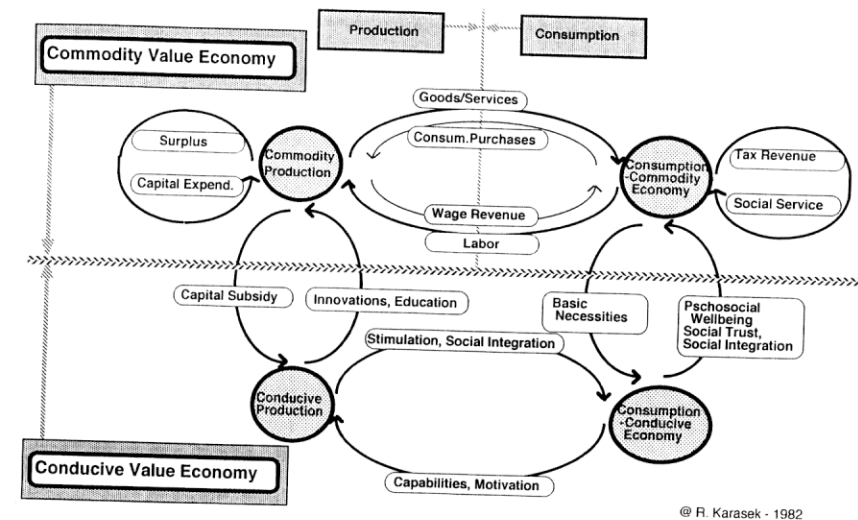 Production
Consumption
Commodity Value Economy
Goods/Services
Surplus
Commodity
Production
Consum.Purchases
Consumption
-Commodity
Economy
Tax Revenue
Capital Expend.
Social Service
Wage Revenue
Labor
Capital Subsidy
Innovations, Education
Basic
Necessities
Pschosocial
Wellbeing
Social Trust,
Social Integration
Stimulation, Social Integration
Conducive
Production
Consumption
-Conducive
Economy
Conducive Value Economy
Capabilities, Motivation
@ R. Karasek - 1982